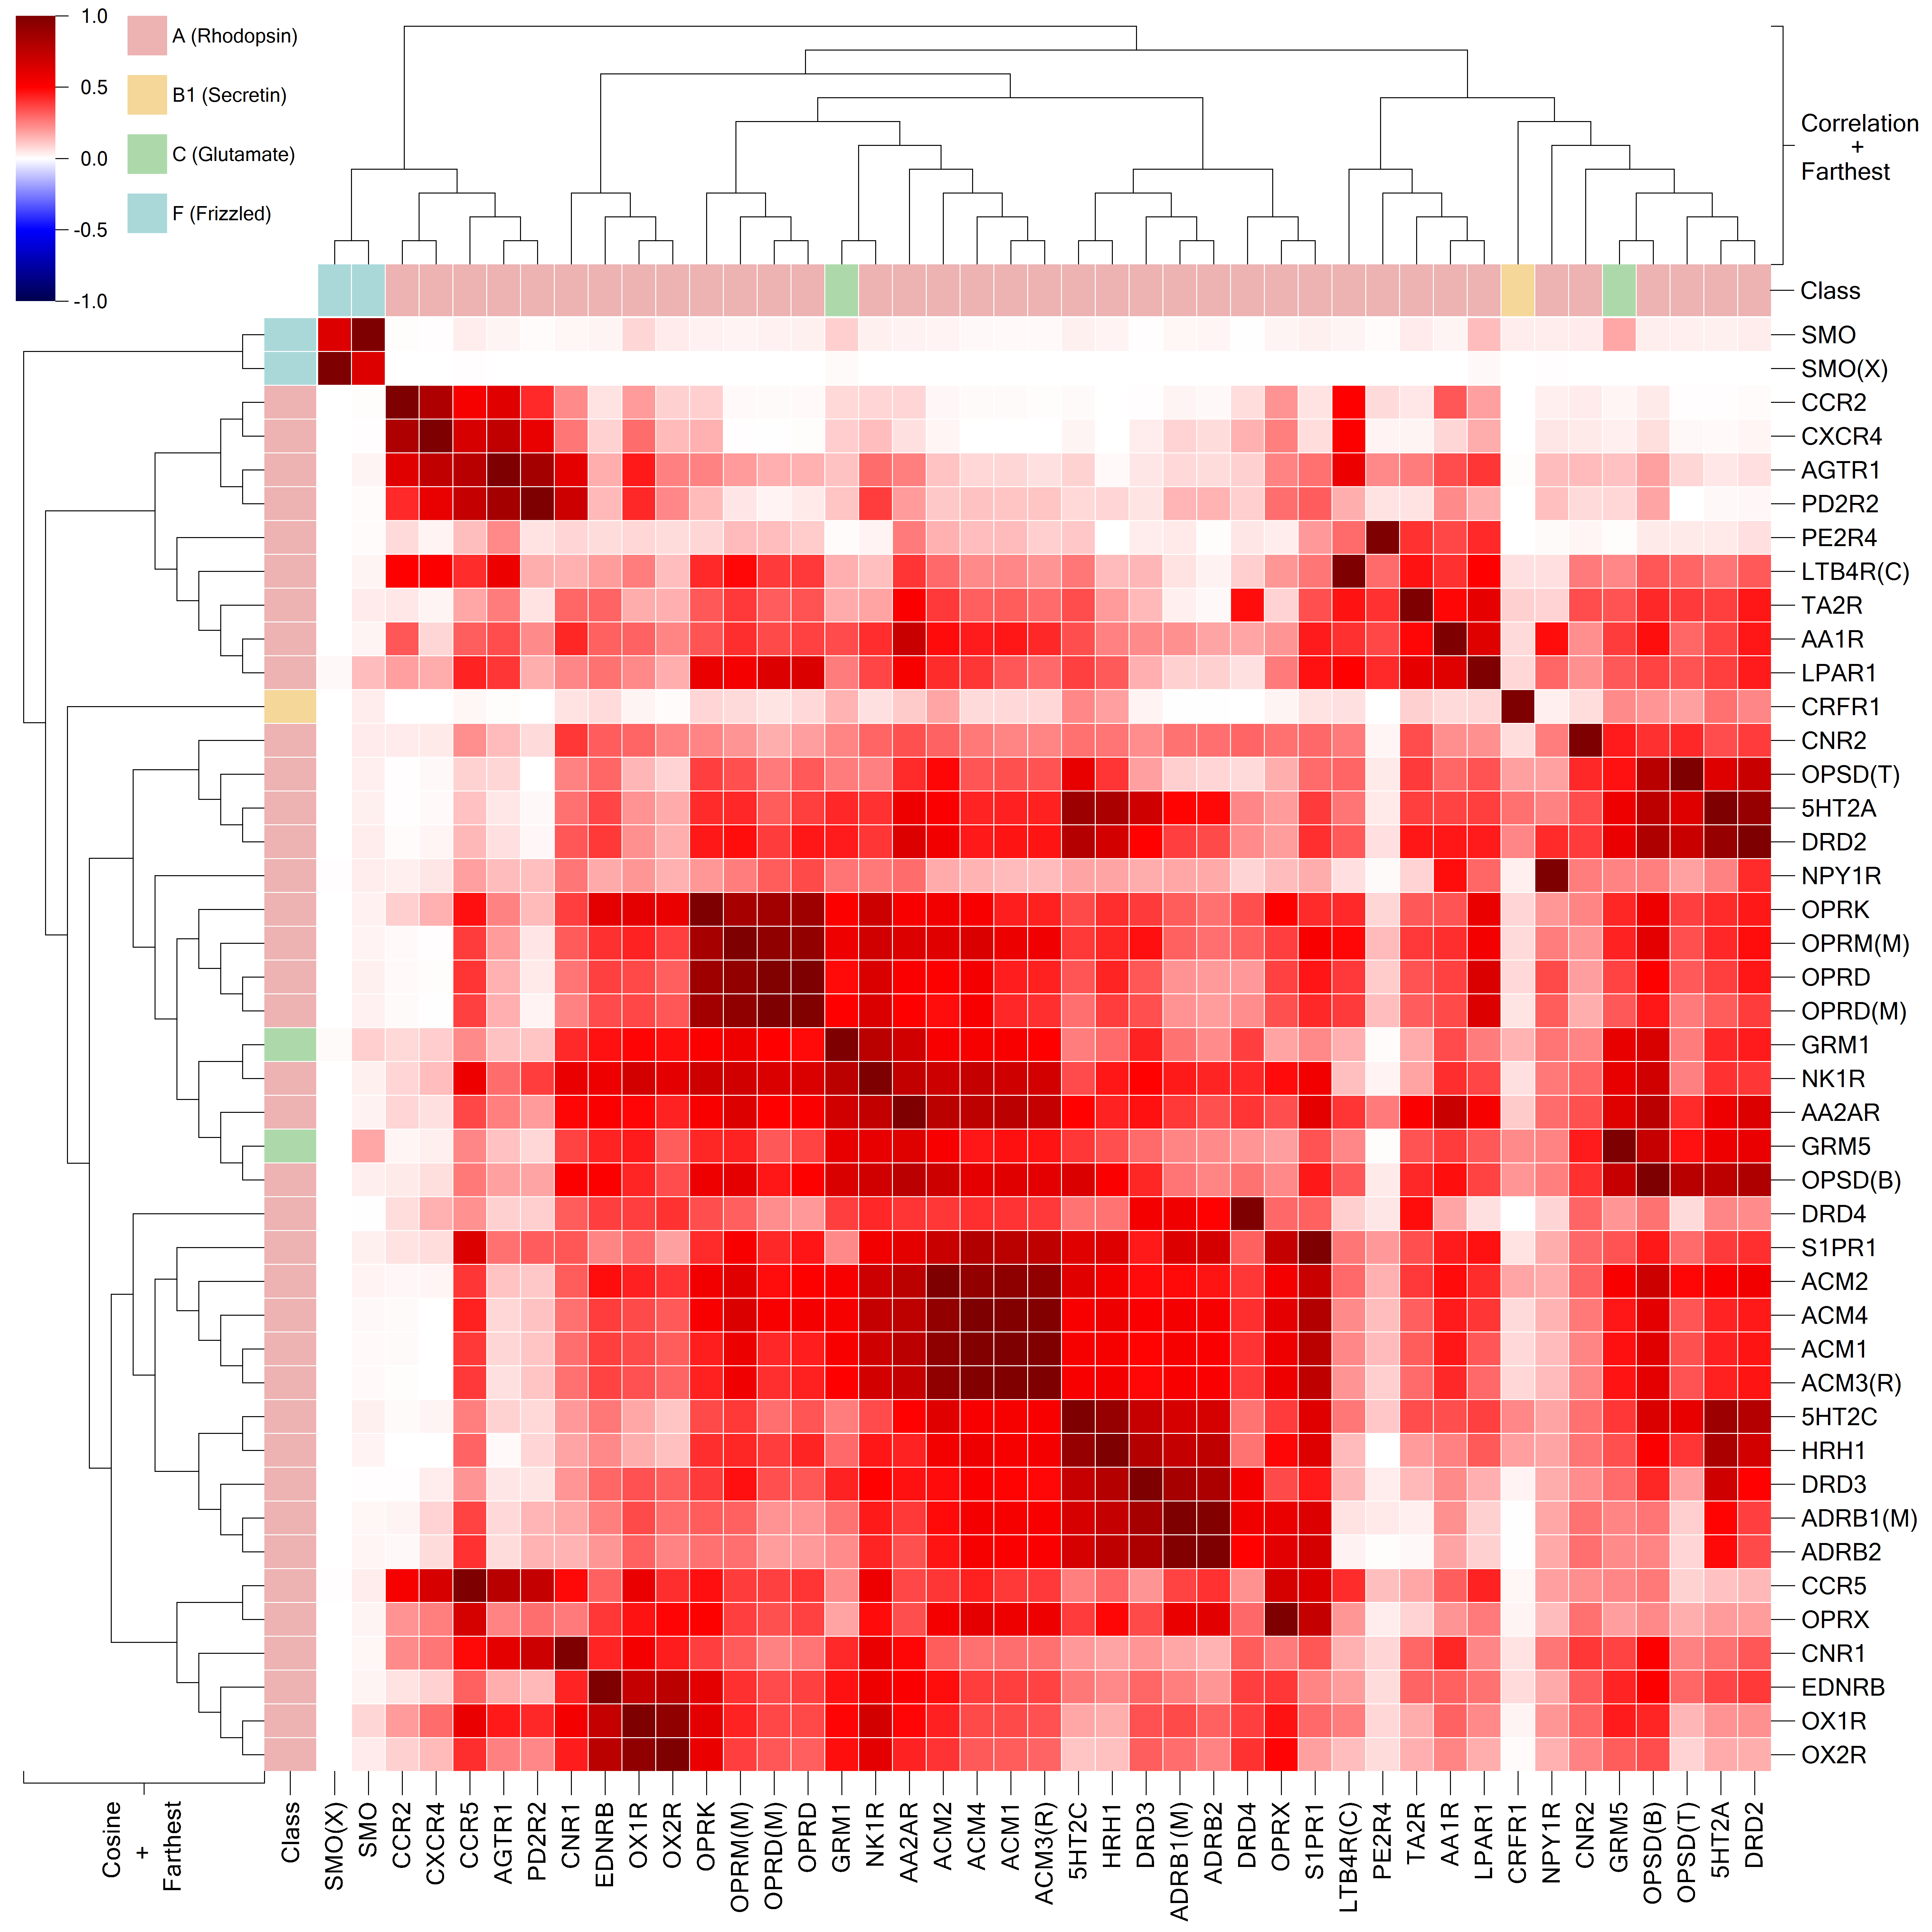 1.0
0.5
0.0
-0.5
-1.0
A (Rhodopsin)
B1 (Secretin)
C (Glutamate)
F (Frizzled)
Correlation
+
Farthest
Class
SMO
SMO(X)
CCR2
CXCR4
AGTR1
PD2R2
PE2R4
LTB4R(C)
TA2R
AA1R
LPAR1
CRFR1
CNR2
OPSD(T)
5HT2A
DRD2
NPY1R
OPRK
OPRM(M)
OPRD
OPRD(M)
GRM1
NK1R
AA2AR
GRM5
OPSD(B)
DRD4
S1PR1
ACM2
ACM4
ACM1
ACM3(R)
5HT2C
HRH1
DRD3
ADRB1(M)
ADRB2
CCR5
OPRX
CNR1
EDNRB
OX1R
OX2R
Cosine
+
Farthest
Class
SMO(X)
SMO
CCR2
CXCR4
CCR5
AGTR1
PD2R2
CNR1
EDNRB
OX1R
OX2R
OPRK
OPRM(M)
OPRD(M)
OPRD
GRM1
NK1R
AA2AR
ACM2
ACM4
ACM1
ACM3(R)
5HT2C
HRH1
DRD3
ADRB1(M)
ADRB2
DRD4
OPRX
S1PR1
LTB4R(C)
PE2R4
TA2R
AA1R
LPAR1
CRFR1
NPY1R
CNR2
GRM5
OPSD(B)
OPSD(T)
5HT2A
DRD2